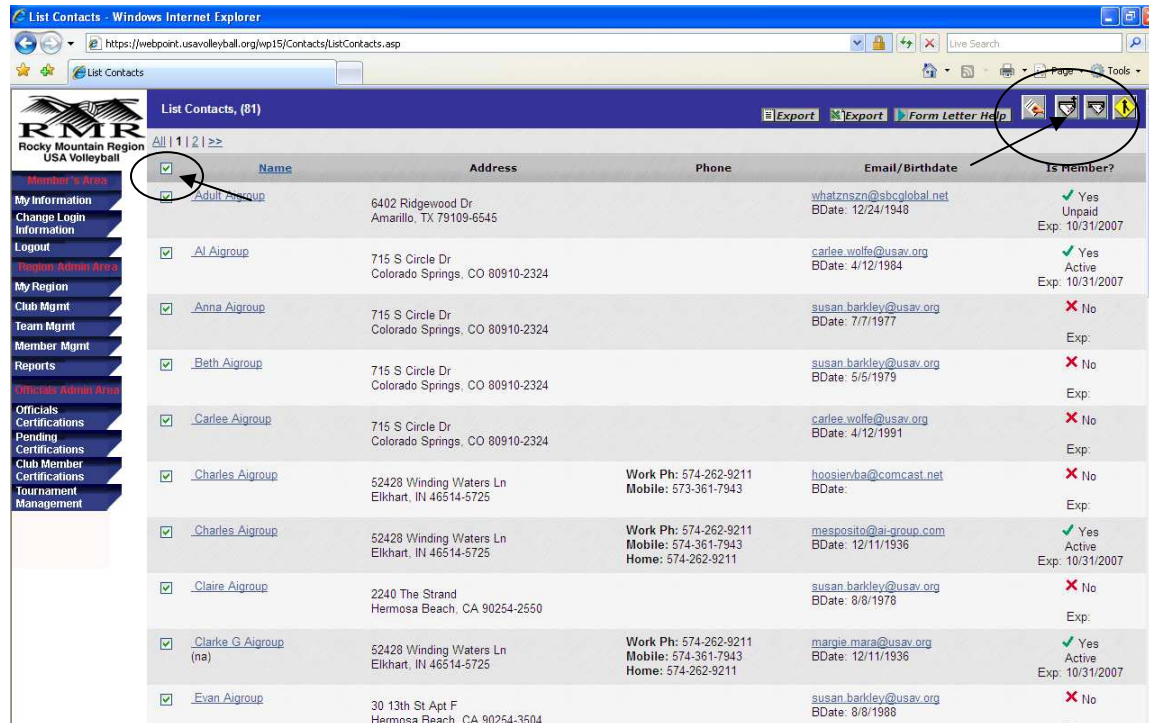 List Contacts - Windows Internet Explorer
https://webpoint.usavolleyball.org/wp15/Contacts/ListContacts.asp
Live Search
List Contacts
Page
Tools
RMR
Rocky Mountain Region
USA Volleyball
Member's Area
My Information
Change Login
Information
Logout
Region Admin Area
My Region
Club Mgmt
Team Mgmt
Member Mgmt
Reports
Officials Admin Area
Officials
Certifications
Pending
Certifications
Club Member
Certifications
Tournament
Management
List Contacts, (81)
Export Export Form Letter Help
All | 1 | 2 | >>
Name Address Phone Email/Birthdate Is Member?
Adult Aigroup
6402 Ridgewood Dr
Amarillo, TX 79109-6545
whatznszn@sbcglobal.net
BDate: 12/24/1948
Yes
Unpaid
Exp: 10/31/2007
Al Aigroup
715 S Circle Dr
Colorado Springs, CO 80910-2324
carlee.wolfe@usav.org
BDate: 4/12/1984
Yes
Active
Exp: 10/31/2007
Anna Aigroup
715 S Circle Dr
Colorado Springs, CO 80910-2324
susan.barkley@usav.org
BDate: 7/7/1977
No
Exp:
Beth Aigroup
715 S Circle Dr
Colorado Springs, CO 80910-2324
susan.barkley@usav.org
BDate: 5/5/1979
No
Exp:
Carlee Aigroup
715 S Circle Dr
Colorado Springs, CO 80910-2324
carlee.wolfe@usav.org
BDate: 4/12/1991
No
Exp:
Charles Aigroup
52428 Winding Waters Ln
Elkhart, IN 46514-5725
Work Ph: 574-262-9211
Mobile: 573-361-7943
hoosiervba@comcast.net
BDate:
No
Exp:
Charles Aigroup
52428 Winding Waters Ln
Elkhart, IN 46514-5725
Work Ph: 574-262-9211
Mobile: 574-361-7943
Home: 574-262-9211
mesposito@ai-group.com
BDate: 12/11/1936
Yes
Active
Exp: 10/31/2007
Claire Aigroup
2240 The Strand
Hermosa Beach, CA 90254-2550
susan.barkley@usav.org
BDate: 8/8/1978
No
Exp:
Clarke G Aigroup
(na)
52428 Winding Waters Ln
Elkhart, IN 46514-5725
Work Ph: 574-262-9211
Mobile: 574-361-7943
Home: 574-262-9211
margie.mara@usav.org
BDate: 12/11/1936
Yes
Active
Exp: 10/31/2007
Evan Aigroup
30 13th St Apt F
Hermosa Beach, CA 90254-3504
susan.barkley@usav.org
BDate: 8/8/1988
No